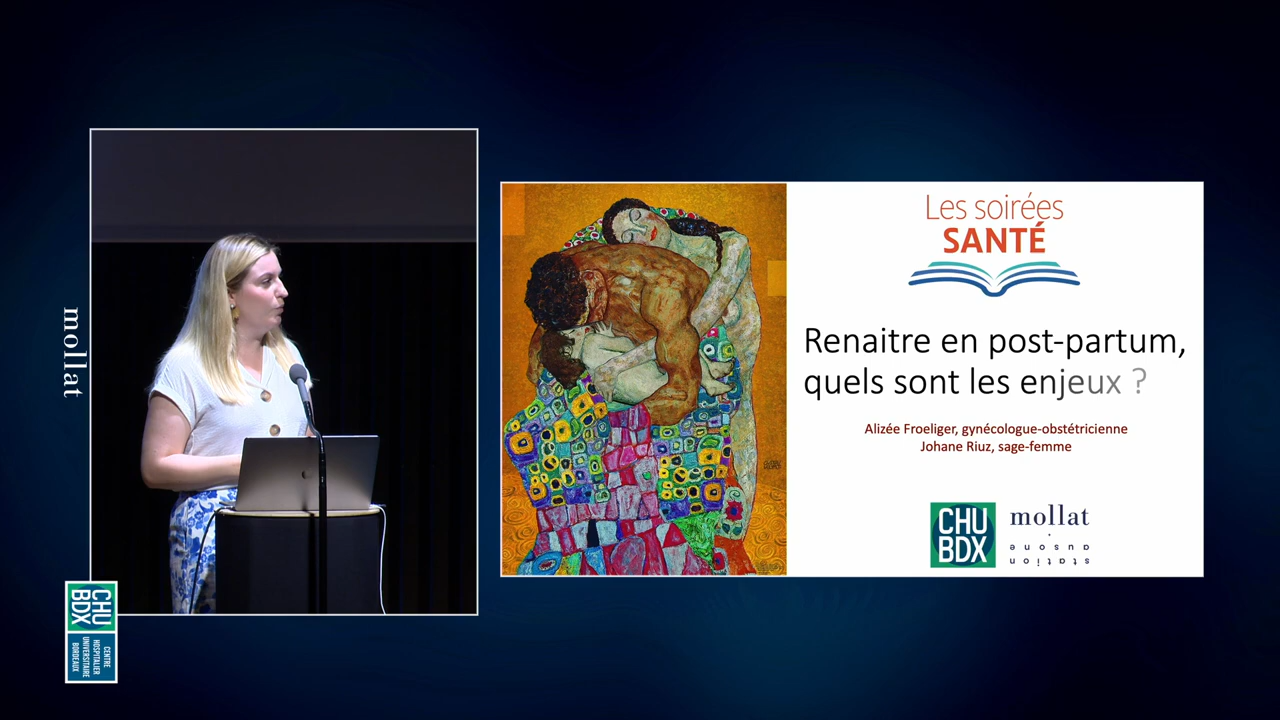 mollat
CHU
BDX
CENTRE
HOSPITALIER
UNIVERSITAIRE
BORDEAUX
Les soirées
SANTÉ
Renaitre en post-partum,
quels sont les enjeux ?
Alizée Froeliger, gynécologue-obstétricienne
Johane Riuz, sage-femme
CHU
BDX
mollat
station
ausone